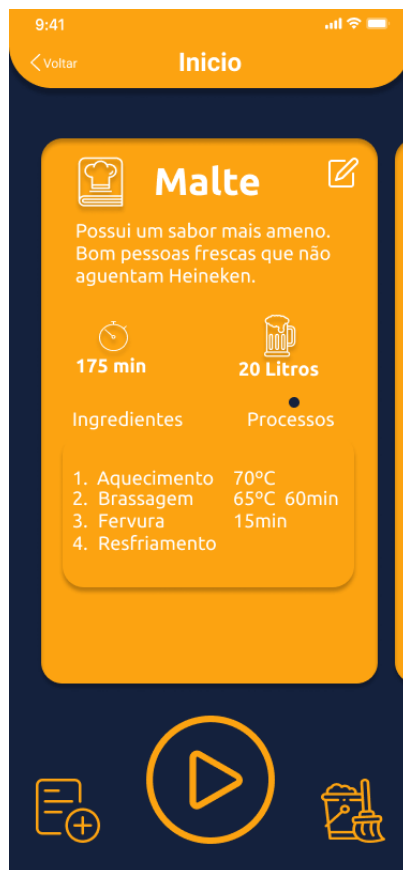 9:41
Voltar
Inicio
Malte
Possui um sabor mais ameno.
Bom pessoas frescas que não
aguentam Heineken.
175 min
20 Litros
Ingredientes
Processos
1. Aquecimento 70ºC
2. Brassagem 65ºC 60min
3. Fervura 15min
4. Resfriamento